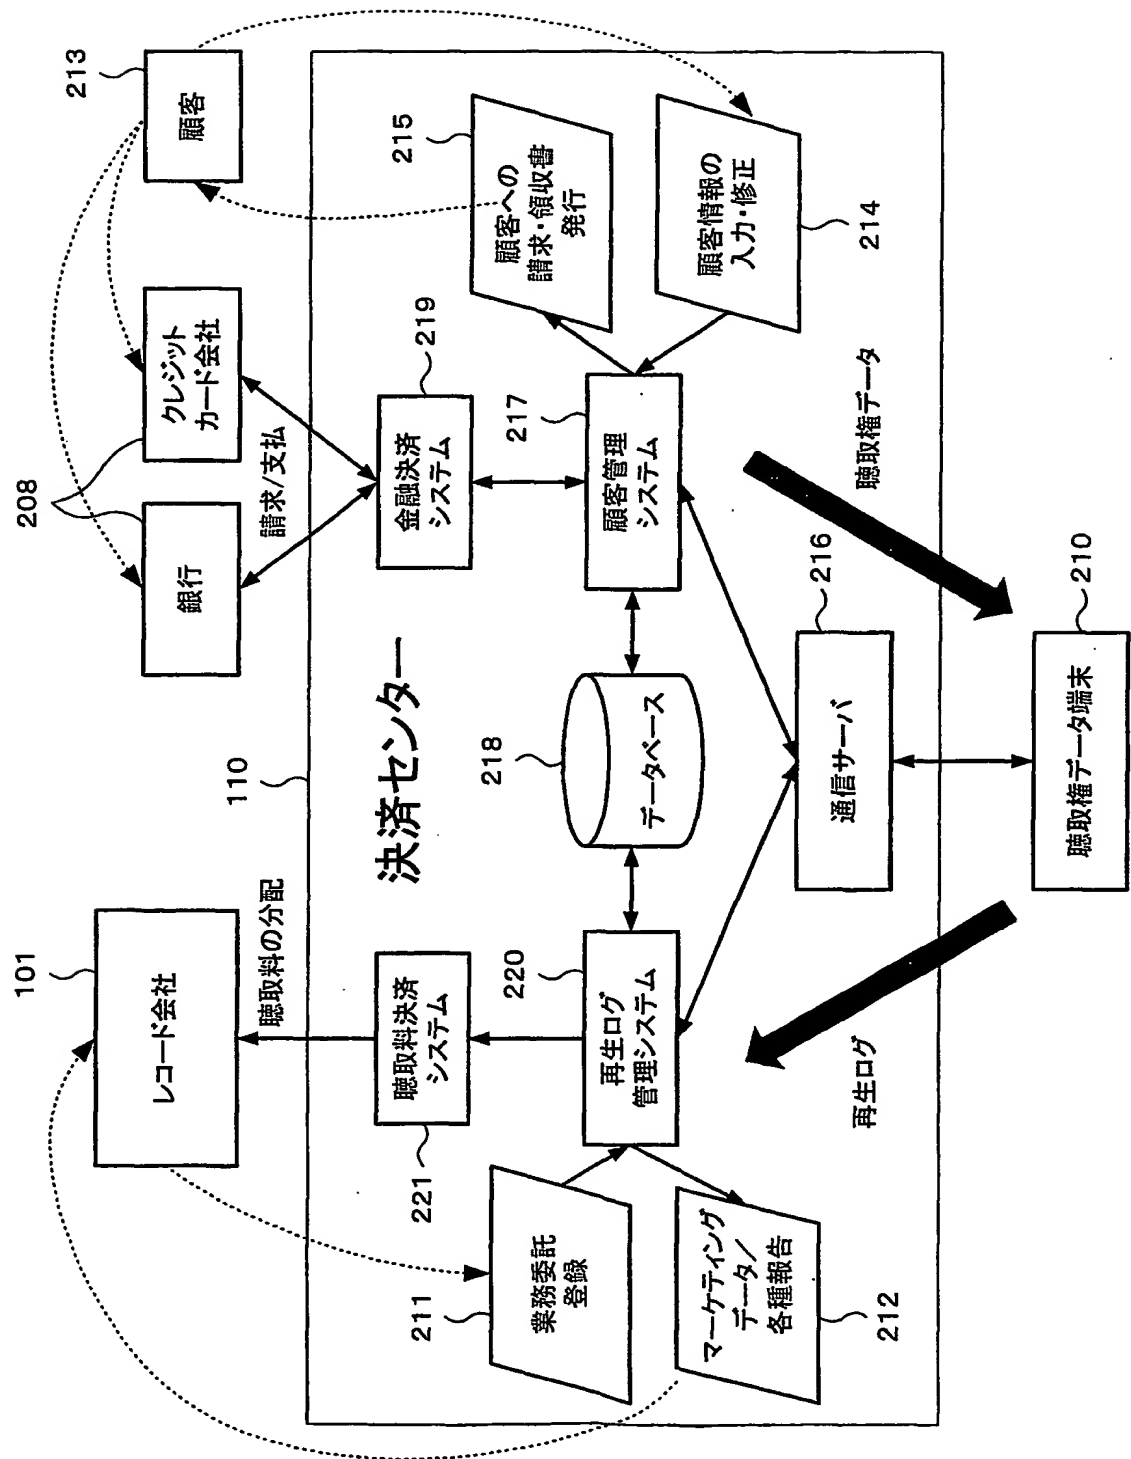 101
レコード会社
208
銀行
クレジット
カード会社
213
顧客
聴取料の分配
請求/支払
110
決済センター
221
聴取料決済
システム
219
金融決済
システム
211
業務委託
登録
220
再生ログ
管理システム
218
データベース
217
顧客管理
システム
215
顧客への
請求・領収書
発行
212
マーケティング
データ/
各種報告
214
顧客情報の
入力・修正
216
通信サーバ
再生ログ
聴取権データ
210
聴取権データ端末